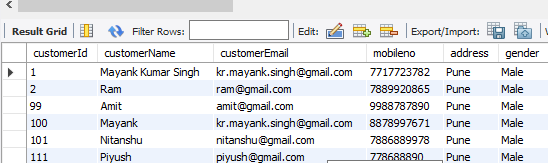 Result Grid Filter Rows: Edit: Export/Import:
customerId customerName customerEmail mobileno address gender
1 Mayank Kumar Singh kr.mayank.singh@gmail.com 7717723782 Pune Male
2 Ram ram@gmail.com 7889920865 Pune Male
99 Amit amit@gmail.com 9988787890 Pune Male
100 Mayank kr.mayank.singh@gmail.com 8878997671 Pune Male
101 Nitanshu nitanshu@gmail.com 7886889978 Pune Male
111 Piyush piyush@gmail.com 778688890 Pune Male